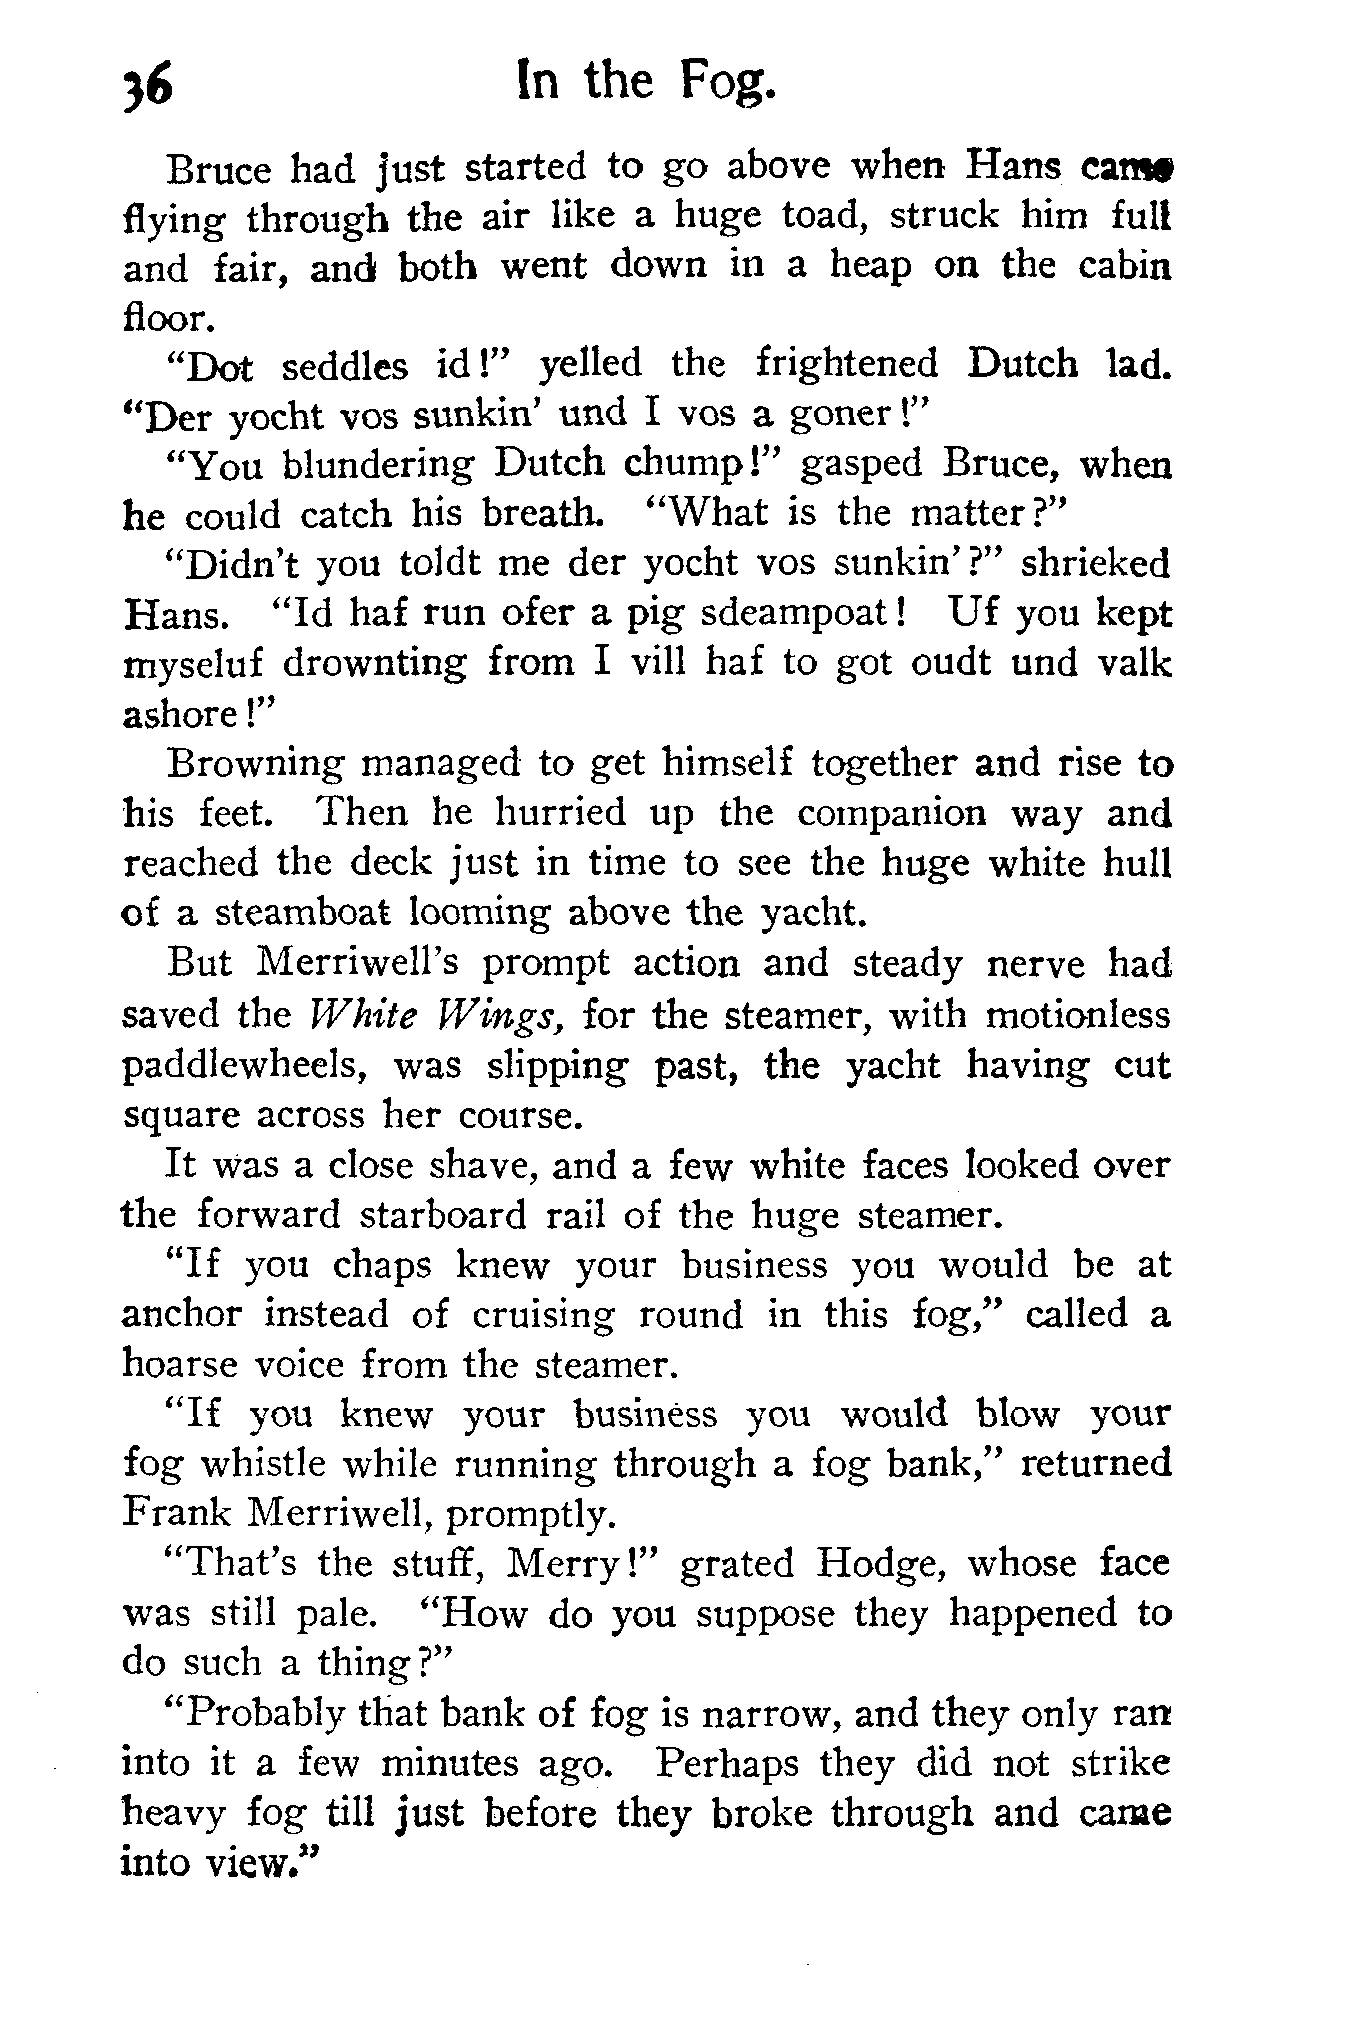 36 In the Fog.
Bruce had just started to go above when Hans came
flying through the air like a huge toad, struck him full
and fair, and both went down in a heap on the cabin
floor.
“Dot seddles id!” yelled the frightened Dutch lad.
“Der yocht vos sunkin’ und I vos a goner!”
“You blundering Dutch chump!” gasped Bruce, when
he could catch his breath. “What is the matter?”
“Didn’t you toldt me der yocht vos sunkin’?” shrieked
Hans. “Id haf run ofer a pig sdeampoat! Uf you kept
myseluf drownting from I vill haf to got oudt und valk
ashore!”
Browning managed to get himself together and rise to
his feet. Then he hurried up the companion way and
reached the deck just in time to see the huge white hull
of a steamboat looming above the yacht.
But Merriwell’s prompt action and steady nerve had
saved the White Wings, for the steamer, with motionless
paddlewheels, was slipping past, the yacht having cut
square across her course.
It was a close shave, and a few white faces looked over
the forward starboard rail of the huge steamer.
“If you chaps knew your business you would be at
anchor instead of cruising round in this fog,” called a
hoarse voice from the steamer.
“If you knew your business you would blow your
fog whistle while running through a fog bank,” returned
Frank Merriwell, promptly.
“That’s the stuff, Merry!” grated Hodge, whose face
was still pale. “How do you suppose they happened to
do such a thing?”
“Probably that bank of fog is narrow, and they only ran
into it a few minutes ago. Perhaps they did not strike
heavy fog till just before they broke through and came
into view.”